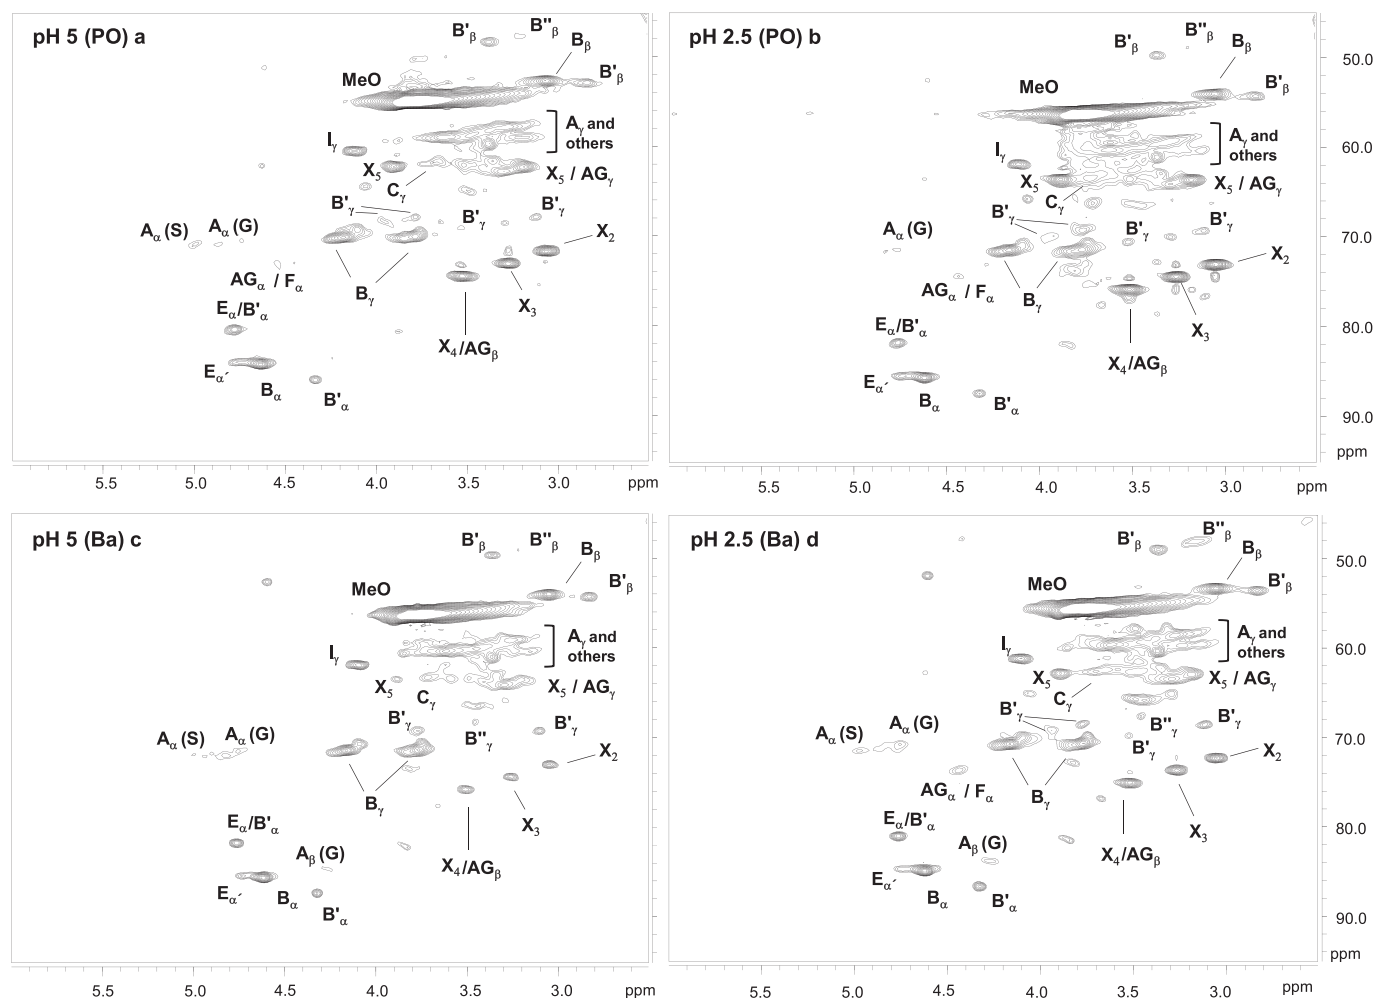 pH 5 (PO) a
B'β
B''β
Bβ
MeO
B'β
Aγ and
others
Iγ
X5
Cγ
X5 / AGγ
B'γ
B'γ
B'γ
Aα (S)
Aα (G)
X2
AGα / Fα
Bγ
X3
Eα/B'α
X4/AGβ
Eα´
Bα
B'α
5.5 5.0 4.5 4.0 3.5 3.0 ppm
pH 2.5 (PO) b
B'β
B''β
Bβ
MeO
B'β
Aγ and
others
Iγ
X5
Cγ
X5 / AGγ
B'γ
B'γ
B'γ
Aα (G)
X2
AGα / Fα
Bγ
X3
Eα/B'α
X4/AGβ
Eα´
Bα
B'α
50.0
60.0
70.0
80.0
90.0
ppm
5.0 4.5 4.0 3.5 3.0 ppm
pH 5 (Ba) c
B'β
B''β
Bβ
MeO
B'β
Aγ and
others
Iγ
X5
Cγ
X5 / AGγ
B'γ
B'γ
B''γ
Aα (S)
Aα (G)
X2
Bγ
X3
Eα/B'α
Aβ (G)
X4/AGβ
Eα´
Bα
B'α
5.5 5.0 4.5 4.0 3.5 3.0 ppm
pH 2.5 (Ba) d
B'β
B''β
Bβ
MeO
B'β
Aγ and
others
Iγ
X5
Cγ
X5 / AGγ
B'γ
B''γ
B'γ
Aα (S)
Aα (G)
B'γ
X2
AGα / Fα
Bγ
X3
Eα/B'α
Aβ (G)
X4/AGβ
Eα´
Bα
B'α
50.0
60.0
70.0
80.0
90.0
ppm
5.0 4.5 4.0 3.5 3.0 ppm